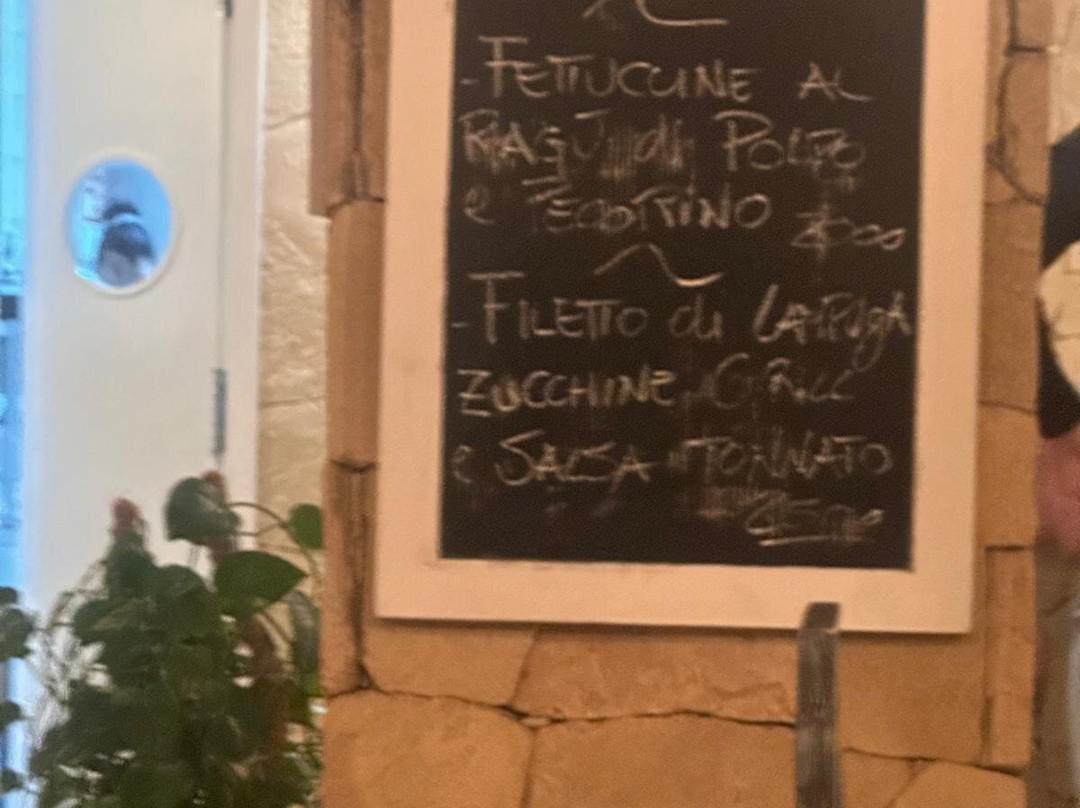 - FETTUCCINE AL
RAGÙ di POLPO
e PECORINO
- FILETTO di LAMPUGA
ZUCCHINE GRILL
e SALSA TONNATO